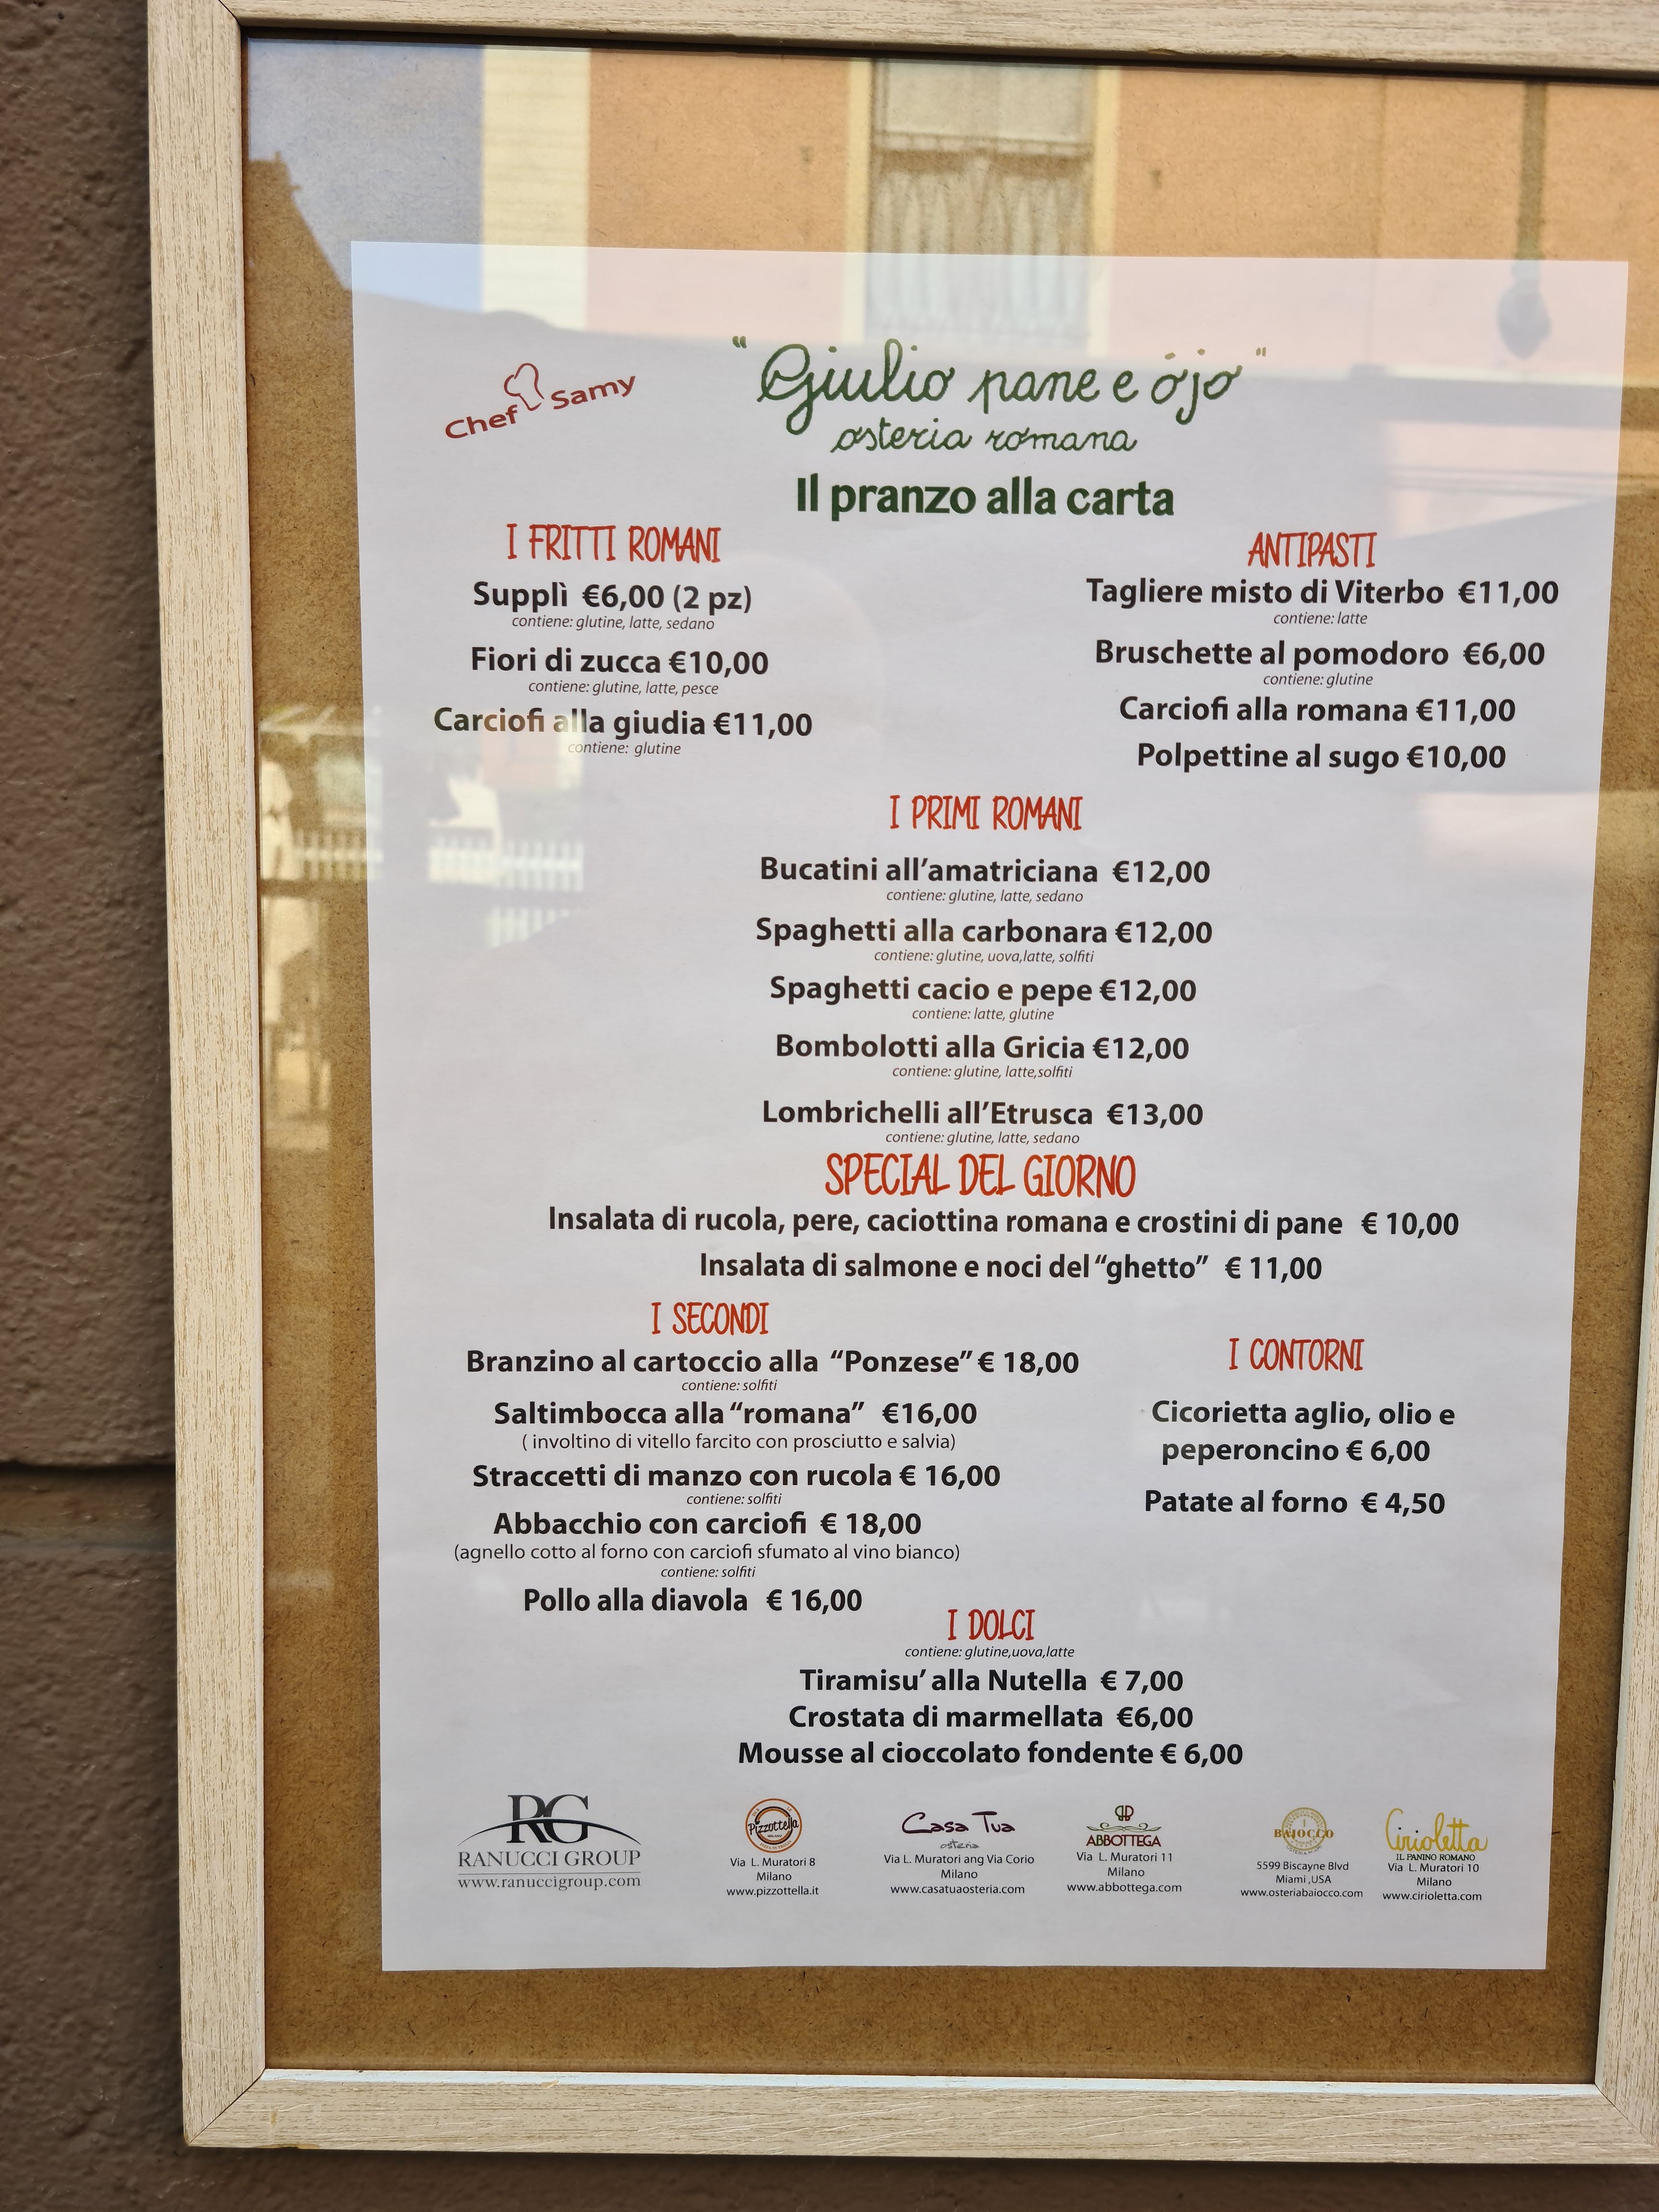 Chef Samy
"Giulio pane e ójo"
osteria romana
Il pranzo alla carta
I FRITTI ROMANI
Supplì €6,00 (2 pz)
contiene: glutine, latte, sedano
Fiori di zucca €10,00
contiene: glutine, latte, pesce
Carciofi alla giudia €11,00
contiene: glutine
ANTIPASTI
Tagliere misto di Viterbo €11,00
contiene: latte
Bruschette al pomodoro €6,00
contiene: glutine
Carciofi alla romana €11,00
Polpettine al sugo €10,00
I PRIMI ROMANI
Bucatini all'amatriciana €12,00
contiene: glutine, latte, sedano
Spaghetti alla carbonara €12,00
contiene: glutine, uova,latte, solfiti
Spaghetti cacio e pepe €12,00
contiene: latte, glutine
Bombolotti alla Gricia €12,00
contiene: glutine, latte,solfiti
Lombrichelli all'Etrusca €13,00
contiene: glutine, latte, sedano
SPECIAL DEL GIORNO
Insalata di rucola, pere, caciottina romana e crostini di pane € 10,00
Insalata di salmone e noci del "ghetto" € 11,00
I SECONDI
Branzino al cartoccio alla "Ponzese" € 18,00
contiene: solfiti
Saltimbocca alla "romana" €16,00
( involtino di vitello farcito con prosciutto e salvia)
Straccetti di manzo con rucola € 16,00
contiene: solfiti
Abbacchio con carciofi € 18,00
(agnello cotto al forno con carciofi sfumato al vino bianco)
contiene: solfiti
Pollo alla diavola € 16,00
I CONTORNI
Cicorietta aglio, olio e
peperoncino € 6,00
Patate al forno € 4,50
I DOLCI
contiene: glutine,uova,latte
Tiramisu' alla Nutella € 7,00
Crostata di marmellata €6,00
Mousse al cioccolato fondente € 6,00
RG
RANUCCI GROUP
www.ranuccigroup.com
Pizzottella
MILANO
Via L. Muratori 8
Milano
www.pizzottella.it
Casa Tua
osteria
Via L. Muratori ang Via Corio
Milano
www.casatuaosteria.com
ABBOTTEGA
Via L. Muratori 11
Milano
www.abbottega.com
BAIOCCO
5599 Biscayne Blvd
Miami ,USA
www.osteriabaiocco.com
Cirioletta
IL PANINO ROMANO
Via L. Muratori 10
Milano
www.cirioletta.com